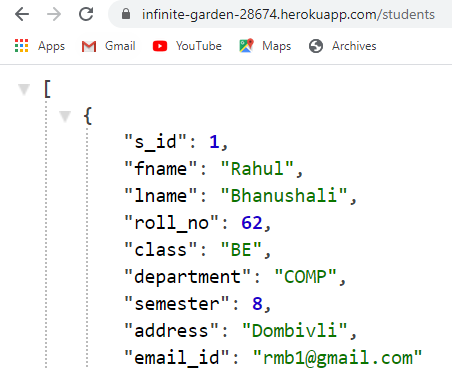 infinite-garden-28674.herokuapp.com/students
Apps Gmail YouTube Maps Archives
[
{
"s_id": 1,
"fname": "Rahul",
"lname": "Bhanushali",
"roll_no": 62,
"class": "BE",
"department": "COMP",
"semester": 8,
"address": "Dombivli",
"email_id": "rmb1@gmail.com"